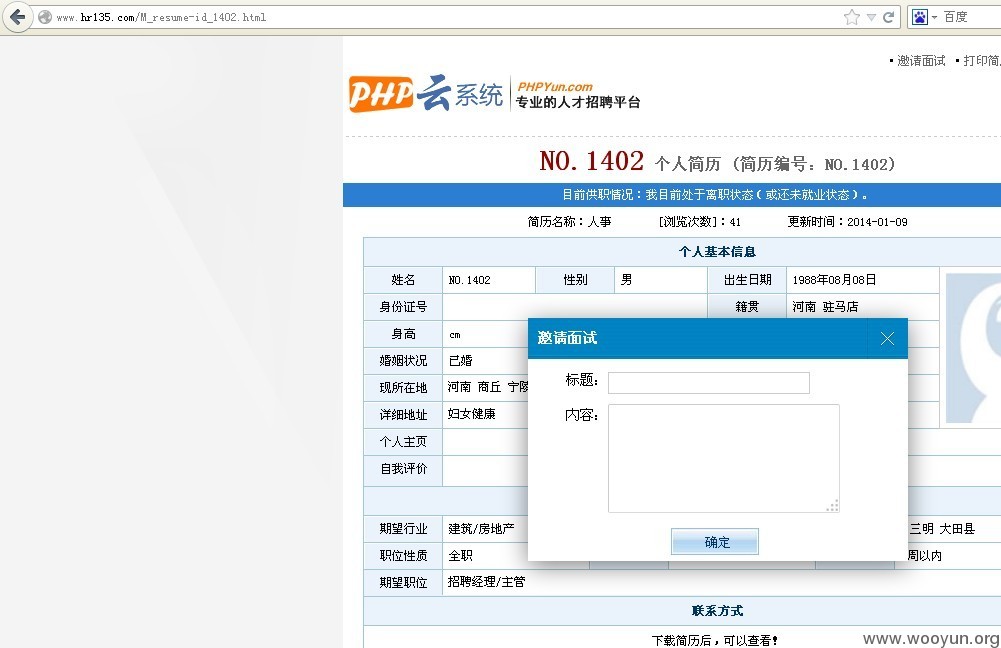 www.hr135.com/M_resume-id_1402.html
百度
▪ 邀请面试 ▪ 打印简
PHP云系统 PHPYun.com
专业的人才招聘平台
NO.1402 个人简历 (简历编号: NO.1402)
目前供职情况：我目前处于离职状态（或还未就业状态）。
简历名称：人事 [浏览次数]：41 更新时间：2014-01-09
个人基本信息
姓名 NO.1402 性别 男 出生日期 1988年08月08日
身份证号 籍贯 河南 驻马店
身高 cm
婚姻状况 已婚
现所在地 河南 商丘 宁陵
详细地址 妇女健康
个人主页
自我评价
邀请面试
标题：
内容：
确定
期望行业 建筑/房地产 三明 大田县
职位性质 全职 周以内
期望职位 招聘经理/主管
联系方式
下载简历后，可以查看！
www.wooyun.org